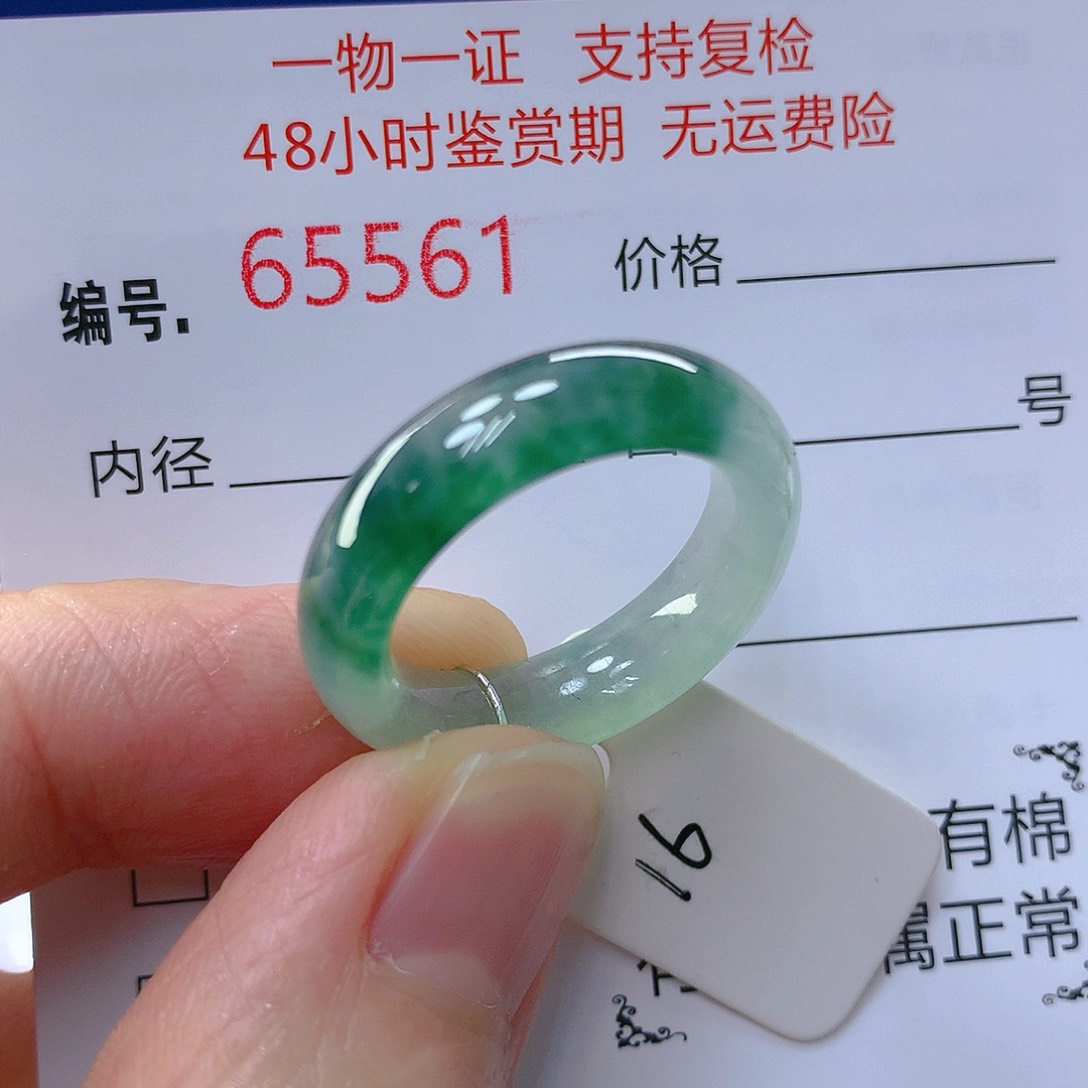 一物一证 支持复检
48小时鉴赏期 无运费险
编号. 65561 价格
内径 号
91
有棉
属正常